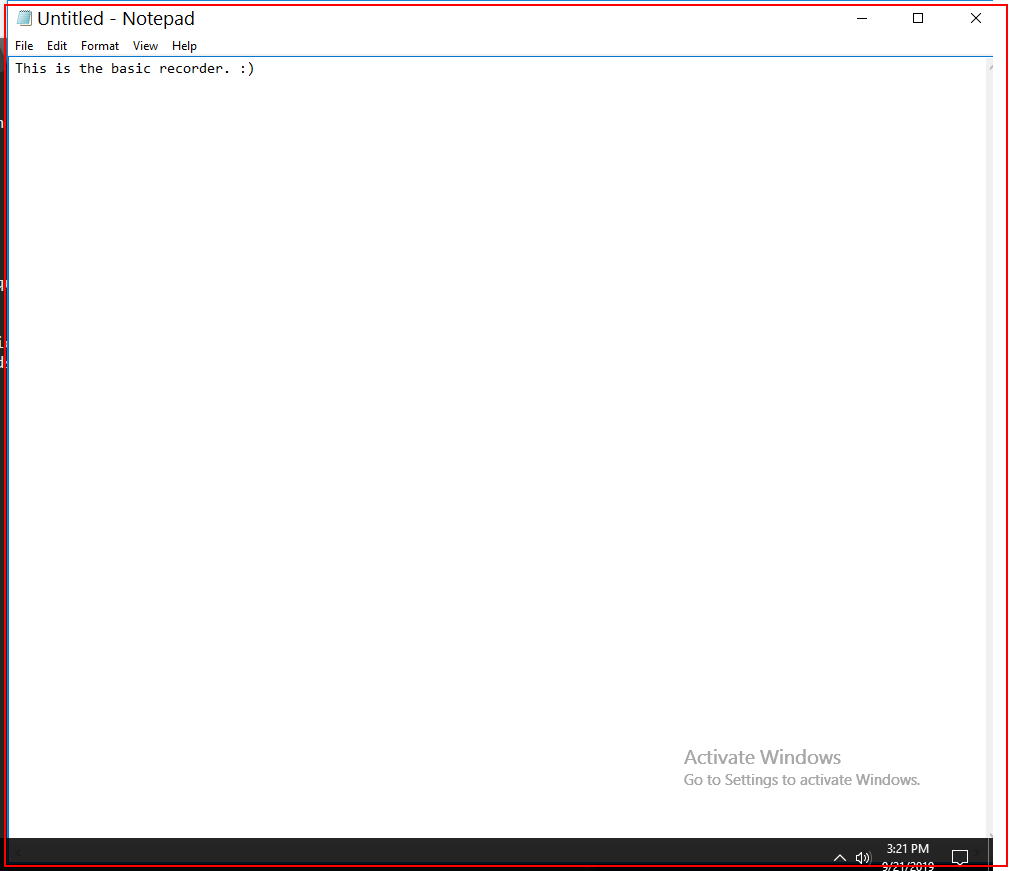 Untitled - Notepad
File Edit Format View Help
This is the basic recorder. :)
Activate Windows
Go to Settings to activate Windows.
3:21 PM
9/21/2019